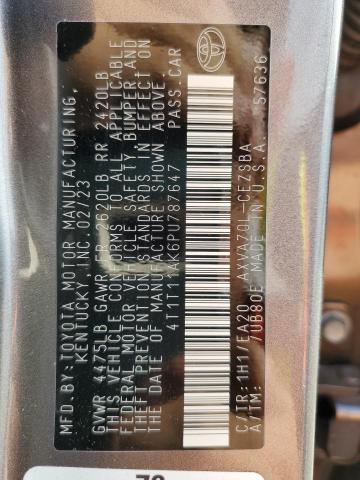 MFD.BY:TOYOTA MOTOR MANUFACTURING,
KENTUCKY, INC. 02/23
GVWR 4475LB GAWR FR 2620LB RR 2420LB
THIS VEHICLE CONFORMS TO ALL APPLICABLE
FEDERAL MOTOR VEHICLE SAFETY, BUMPER AND
THEFT PREVENTION STANDARDS IN EFFECT ON
THE DATE OF MANUFACTURE SHOWN ABOVE.
4T1T11AK6PU787647 PASS.CAR
C/TR:1H1/EA20 AXVA70L-CEZSBA
A/TM: /UB80E MADE IN U.S.A. 57636